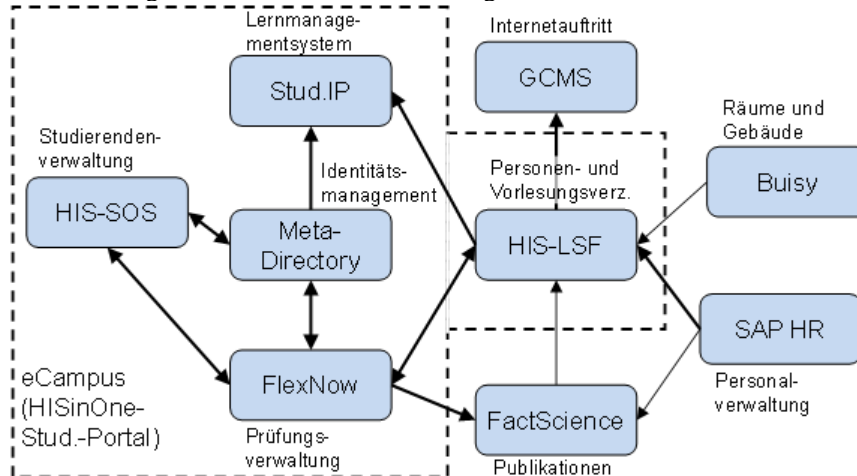 Lernmanage-
mentsystem
Stud.IP
Internetauftritt
GCMS
Studierenden-
verwaltung
HIS-SOS
Identitäts-
management
Meta-
Directory
Personen- und
Vorlesungsverz.
HIS-LSF
Räume und
Gebäude
Buisy
SAP HR
Personal-
verwaltung
eCampus
(HISinOne-
Stud.-Portal)
FlexNow
Prüfungs-
verwaltung
FactScience
Publikationen